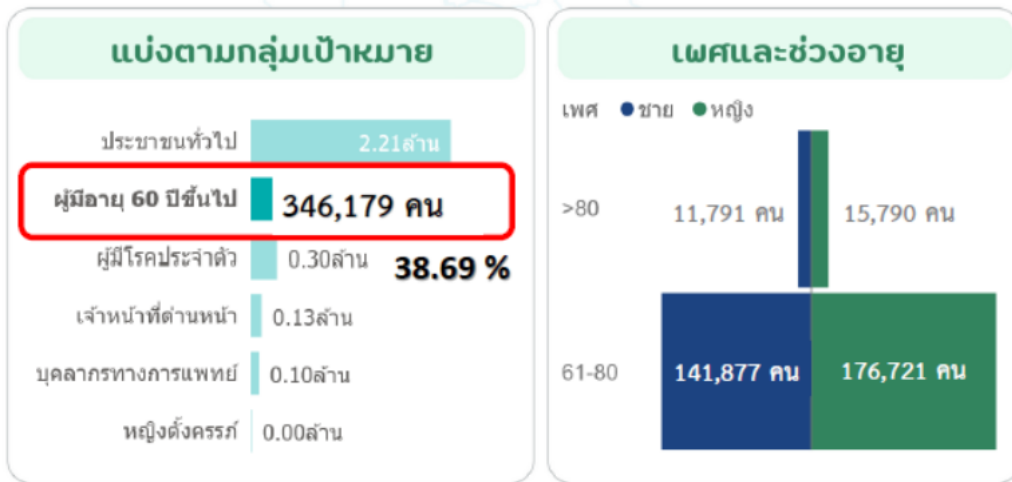 แบ่งตามกลุ่มเป้าหมาย
ประชาชนทั่วไป 2.21ล้าน
ผู้มีอายุ 60 ปีขึ้นไป 346,179 คน
ผู้มีโรคประจำตัว 0.30ล้าน 38.69 %
เจ้าหน้าที่ด่านหน้า 0.13ล้าน
บุคลากรทางการแพทย์ 0.10ล้าน
หญิงตั้งครรภ์ 0.00ล้าน
เพศและช่วงอายุ
เพศ ชาย หญิง
>80 11,791 คน 15,790 คน
61-80 141,877 คน 176,721 คน